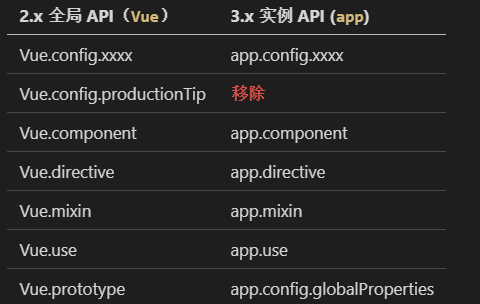 2.x 全局 API（Vue） 3.x 实例 API (app)
Vue.config.xxxx app.config.xxxx
Vue.config.productionTip 移除
Vue.component app.component
Vue.directive app.directive
Vue.mixin app.mixin
Vue.use app.use
Vue.prototype app.config.globalProperties